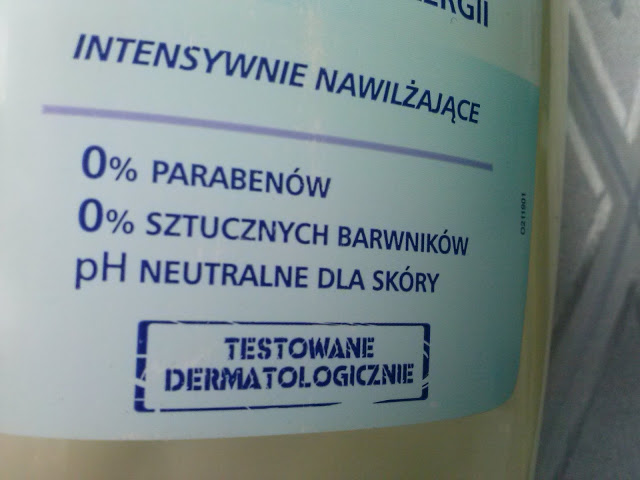 INTENSYWNIE NAWILŻAJĄCE
0% PARABENÓW
0% SZTUCZNYCH BARWNIKÓW
pH NEUTRALNE DLA SKÓRY
TESTOWANE
DERMATOLOGICZNIE